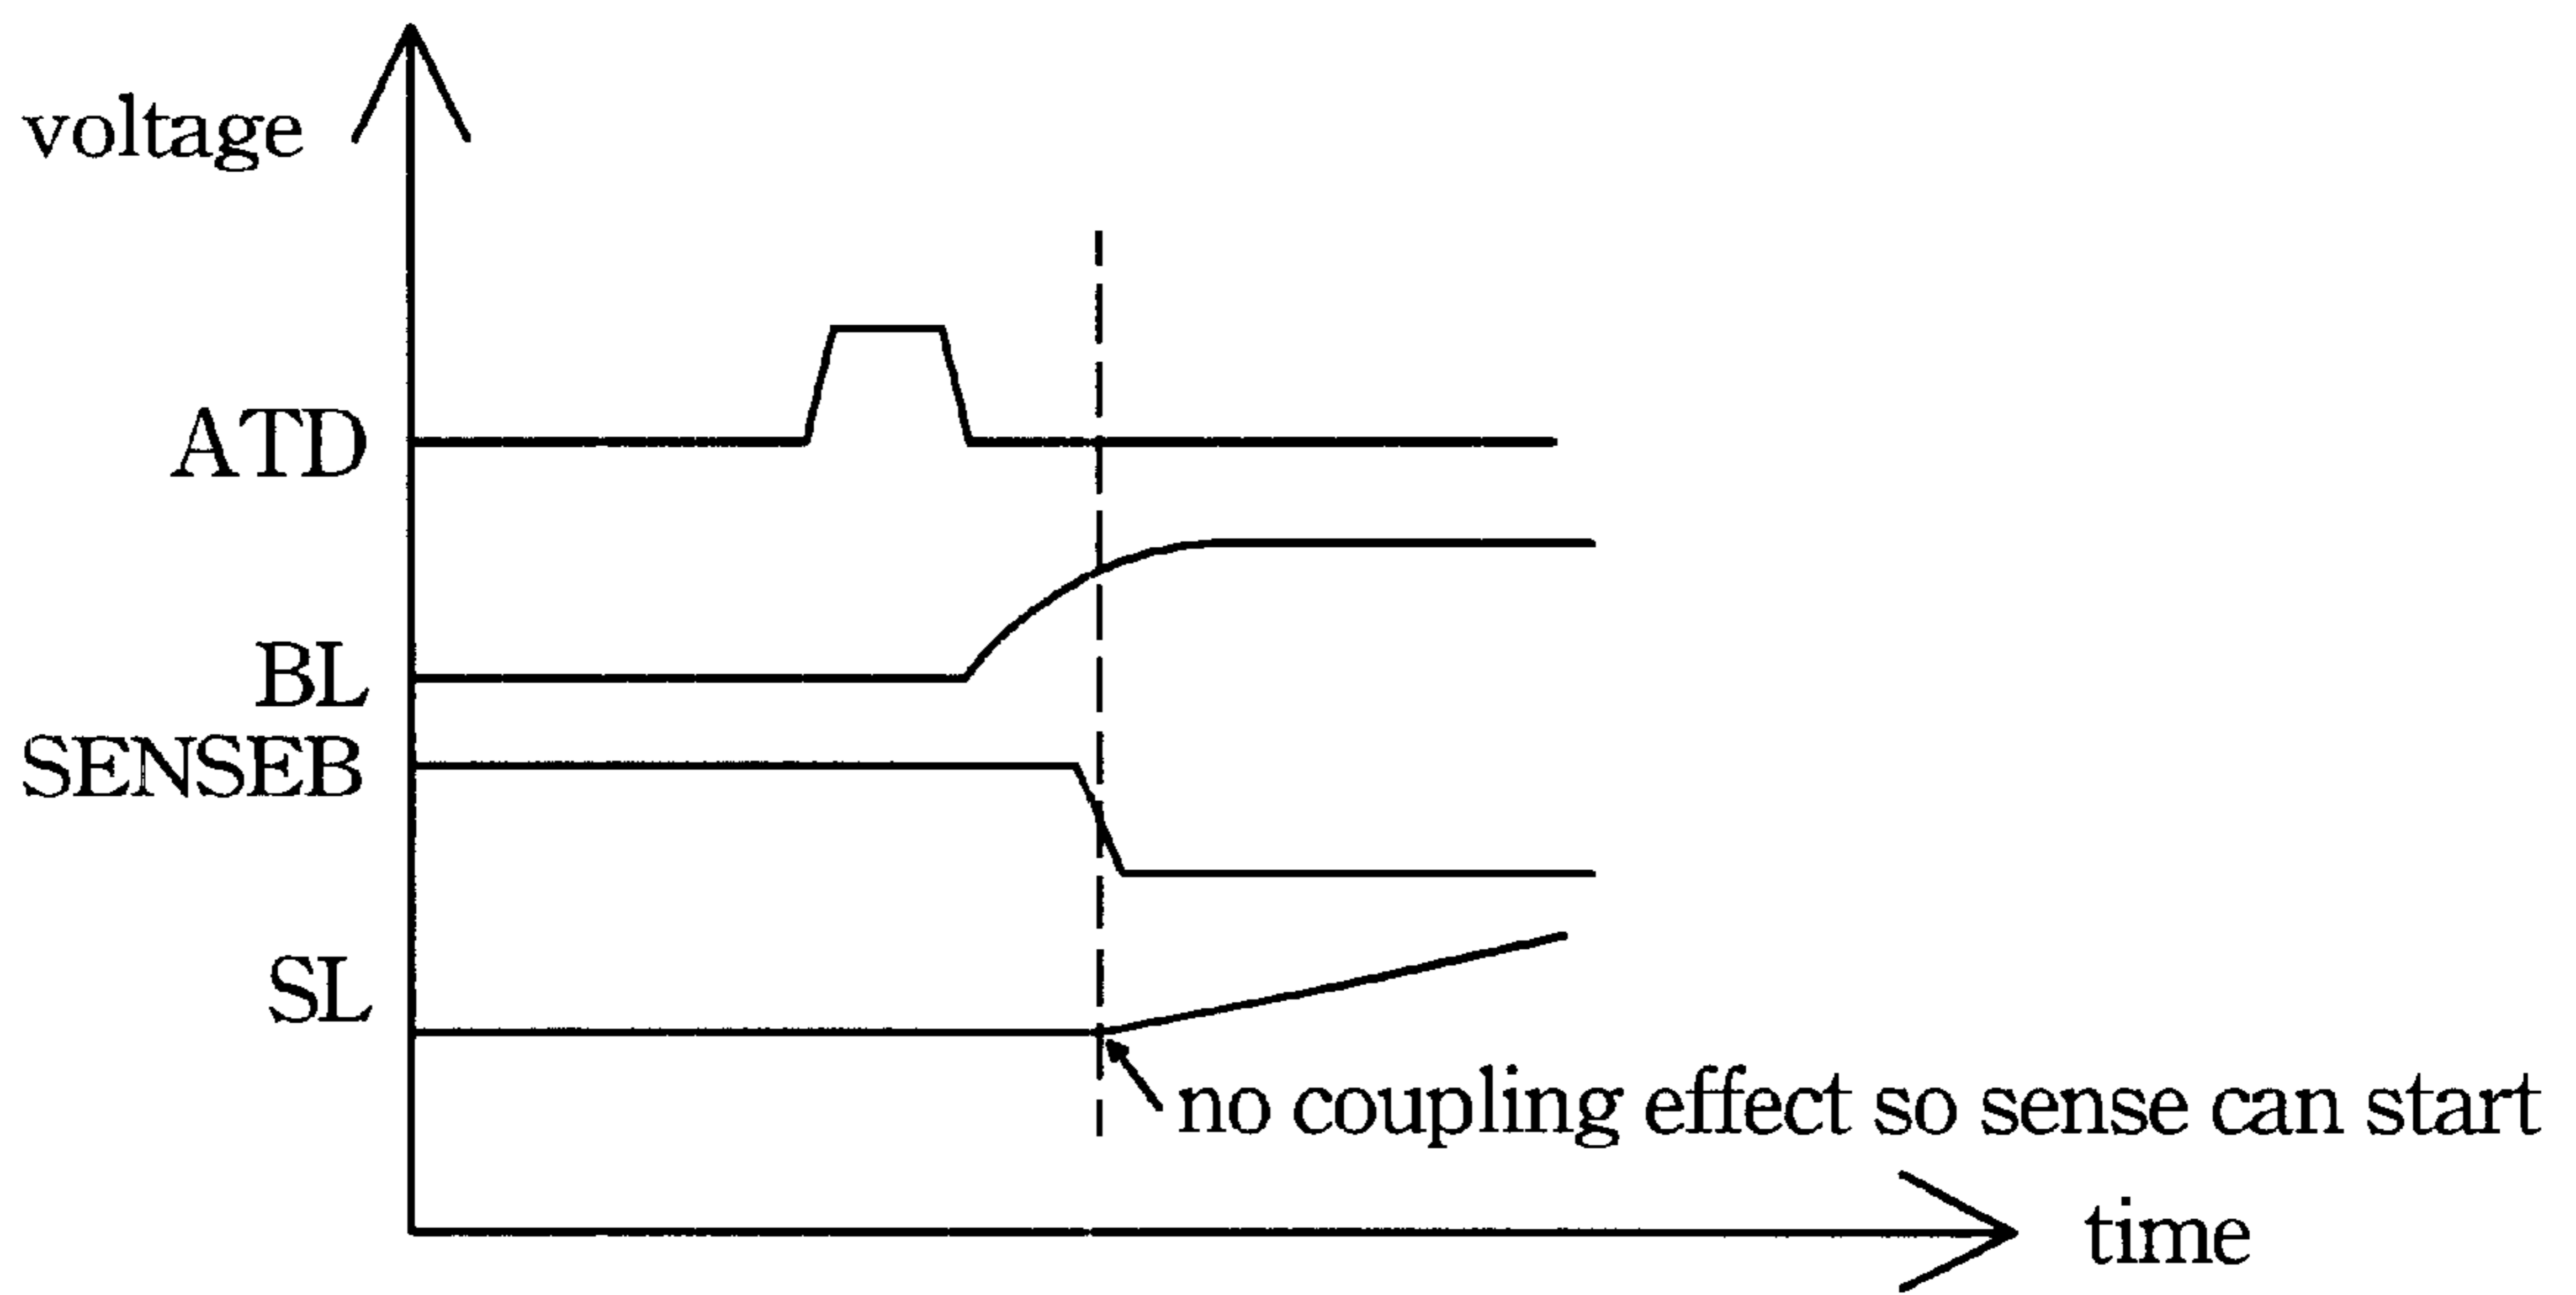 voltage
ATD
BL
SENSEB
SL
no coupling effect so sense can start
time